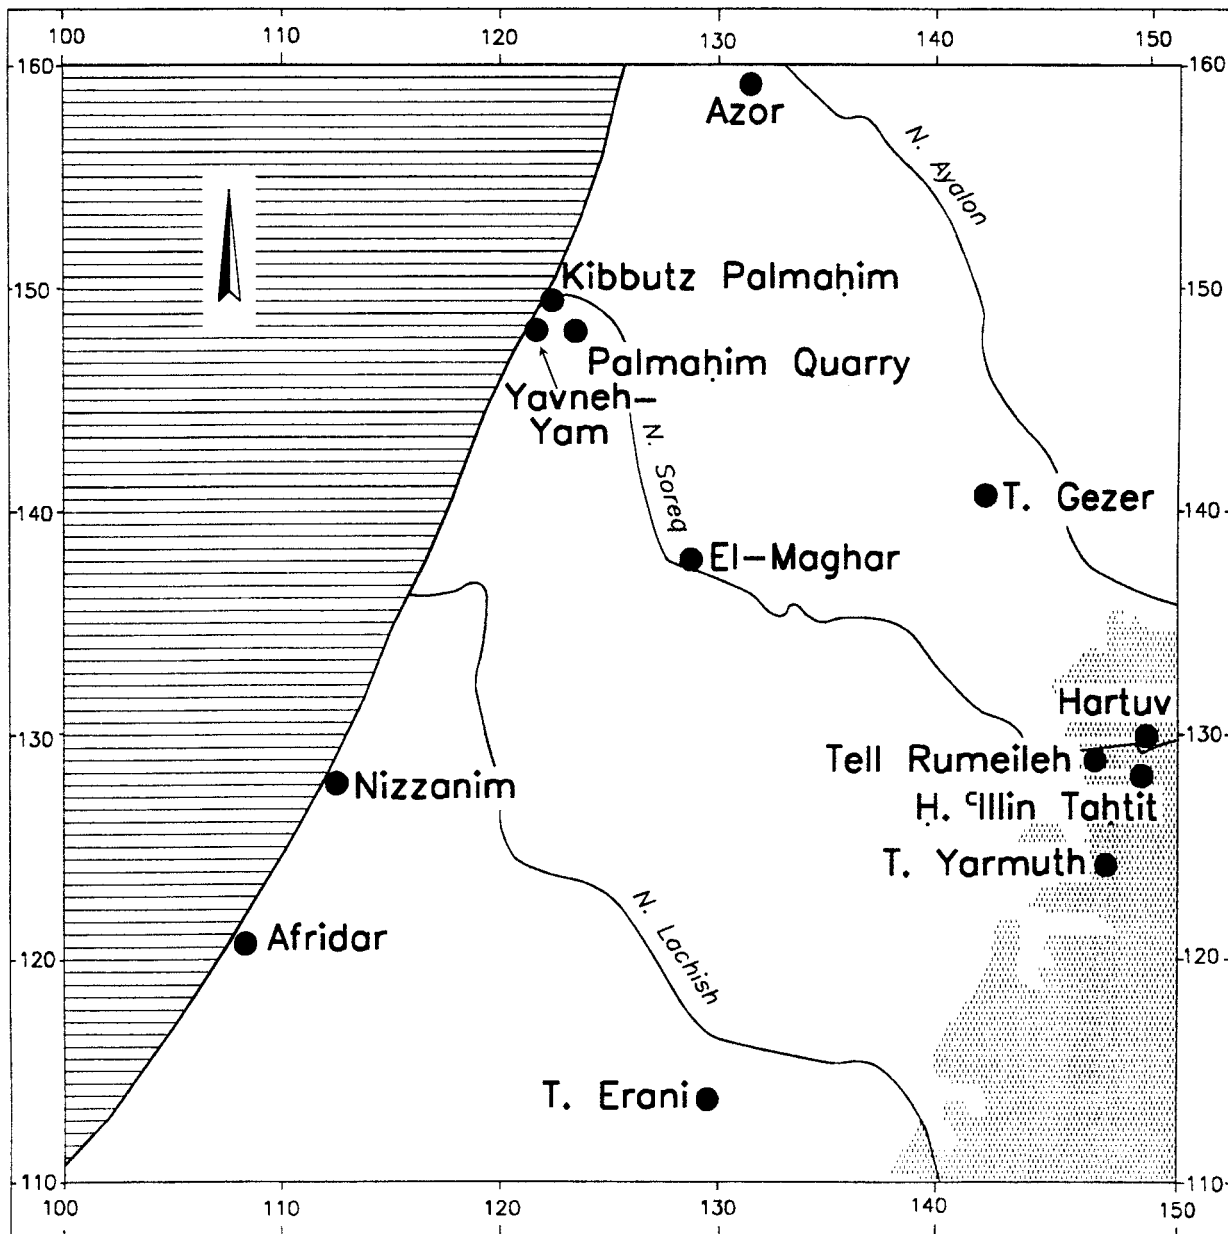 100 110 120 130 140 150
160 160
Azor
N. Ayalon
Kibbutz Palmaḥim
150 150
Palmaḥim Quarry
Yavneh-
Yam
N. Soreq
T. Gezer
140 140
El-Maghar
Hartuv
130 130
Tell Rumeileh
Nizzanim
Ḥ. ᶜIllin Taḥtit
T. Yarmuth
N. Lachish
Afridar
120 120
T. Erani
110 110
100 110 120 130 140 150